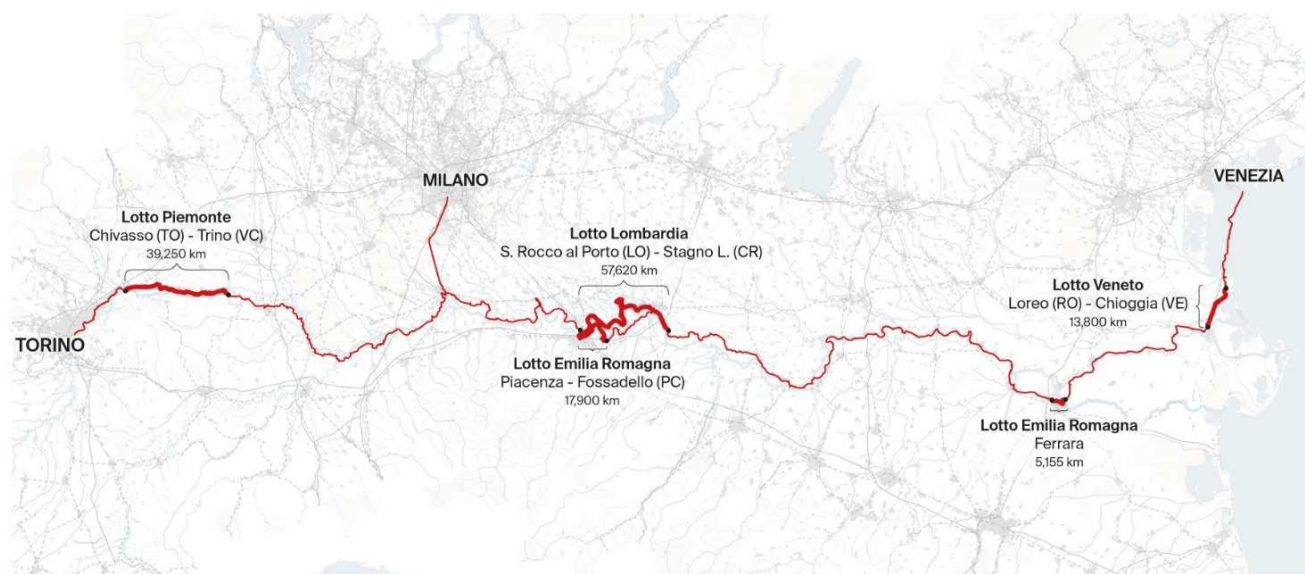 MILANO
VENEZIA
Lotto Piemonte
Chivasso (TO) - Trino (VC)
39,250 km
Lotto Lombardia
S. Rocco al Porto (LO) - Stagno L. (CR)
57,620 km
Lotto Veneto
Loreo (RO) - Chioggia (VE)
13,800 km
TORINO
Lotto Emilia Romagna
Piacenza - Fossadello (PC)
17,900 km
Lotto Emilia Romagna
Ferrara
5,155 km